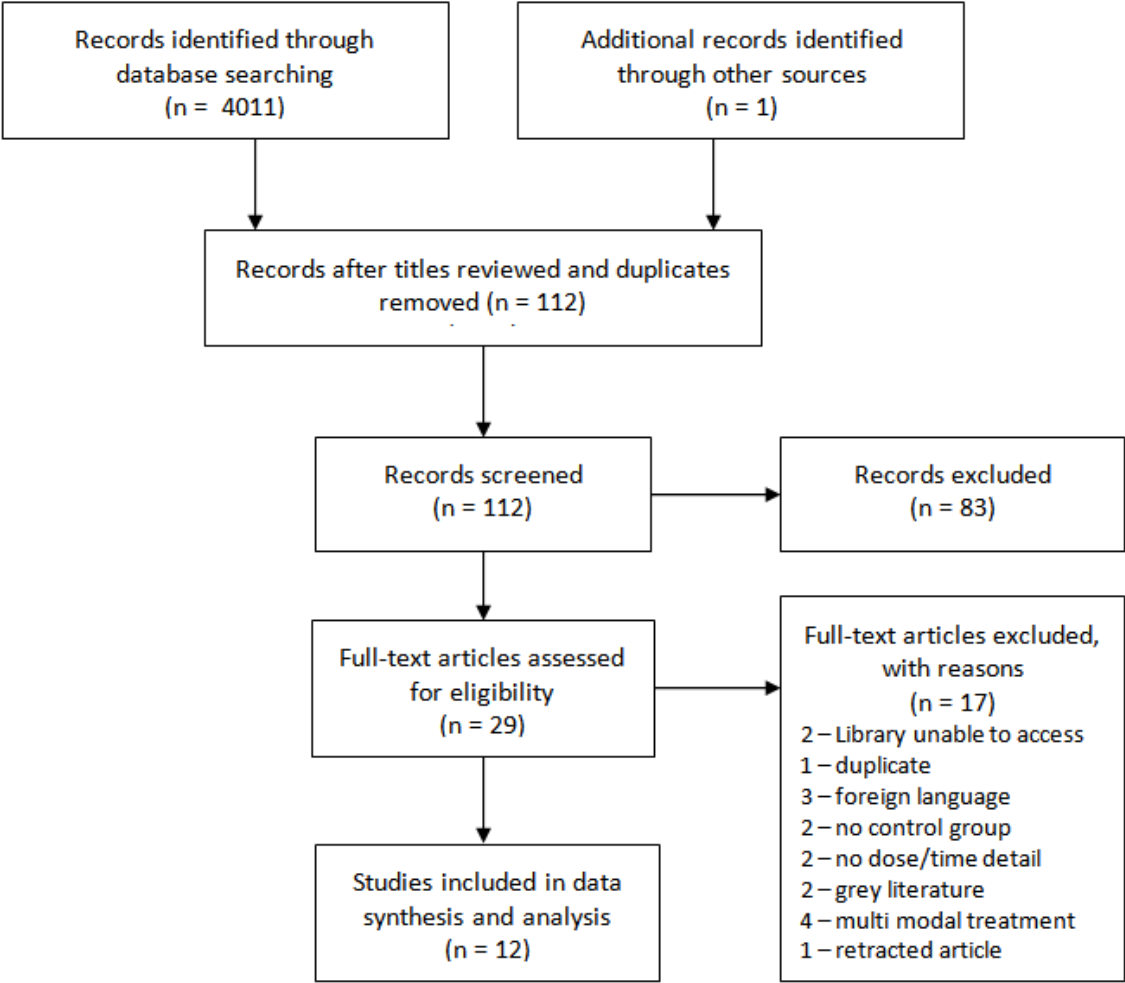 Records identified through
database searching
(n =  4011)
Additional records identified
through other sources
(n = 1)
Records after titles reviewed and duplicates
removed (n = 112)
Records screened
(n = 112)
Records excluded
(n = 83)
Full-text articles assessed
for eligibility
(n = 29)
Full-text articles excluded,
with reasons
(n = 17)
2 – Library unable to access
1 – duplicate
3 – foreign language
2 – no control group
2 – no dose/time detail
2 – grey literature
4 – multi modal treatment
1 – retracted article
Studies included in data
synthesis and analysis
(n = 12)